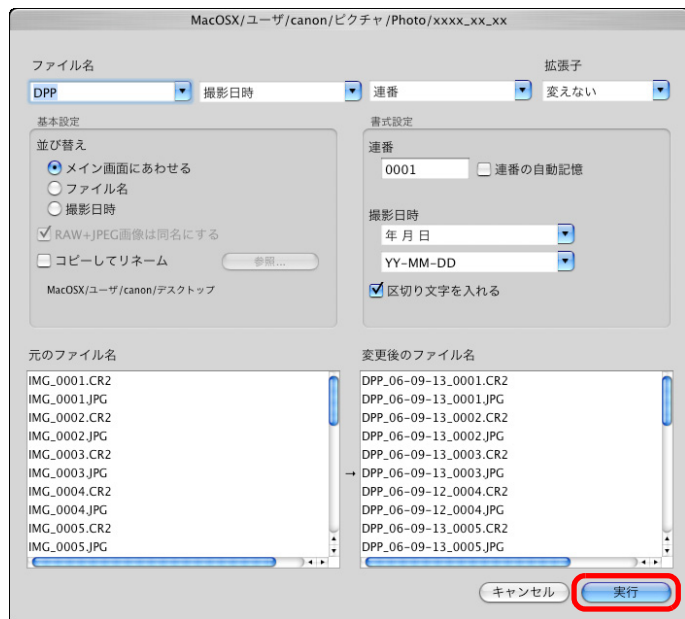 MacOSX/ユーザ/canon/ピクチャ/Photo/xxxx_xx_xx
ファイル名 拡張子
DPP 撮影日時 連番 変えない
基本設定
並び替え
メイン画面にあわせる
ファイル名
撮影日時
RAW+JPEG画像は同名にする
コピーしてリネーム 参照...
MacOSX/ユーザ/canon/デスクトップ
書式設定
連番
0001 連番の自動記憶
撮影日時
年月日
YY-MM-DD
区切り文字を入れる
元のファイル名
IMG_0001.CR2
IMG_0001.JPG
IMG_0002.CR2
IMG_0002.JPG
IMG_0003.CR2
IMG_0003.JPG
IMG_0004.CR2
IMG_0004.JPG
IMG_0005.CR2
IMG_0005.JPG
→
変更後のファイル名
DPP_06-09-13_0001.CR2
DPP_06-09-13_0001.JPG
DPP_06-09-13_0002.CR2
DPP_06-09-13_0002.JPG
DPP_06-09-13_0003.CR2
DPP_06-09-13_0003.JPG
DPP_06-09-12_0004.CR2
DPP_06-09-12_0004.JPG
DPP_06-09-13_0005.CR2
DPP_06-09-13_0005.JPG
キャンセル 実行